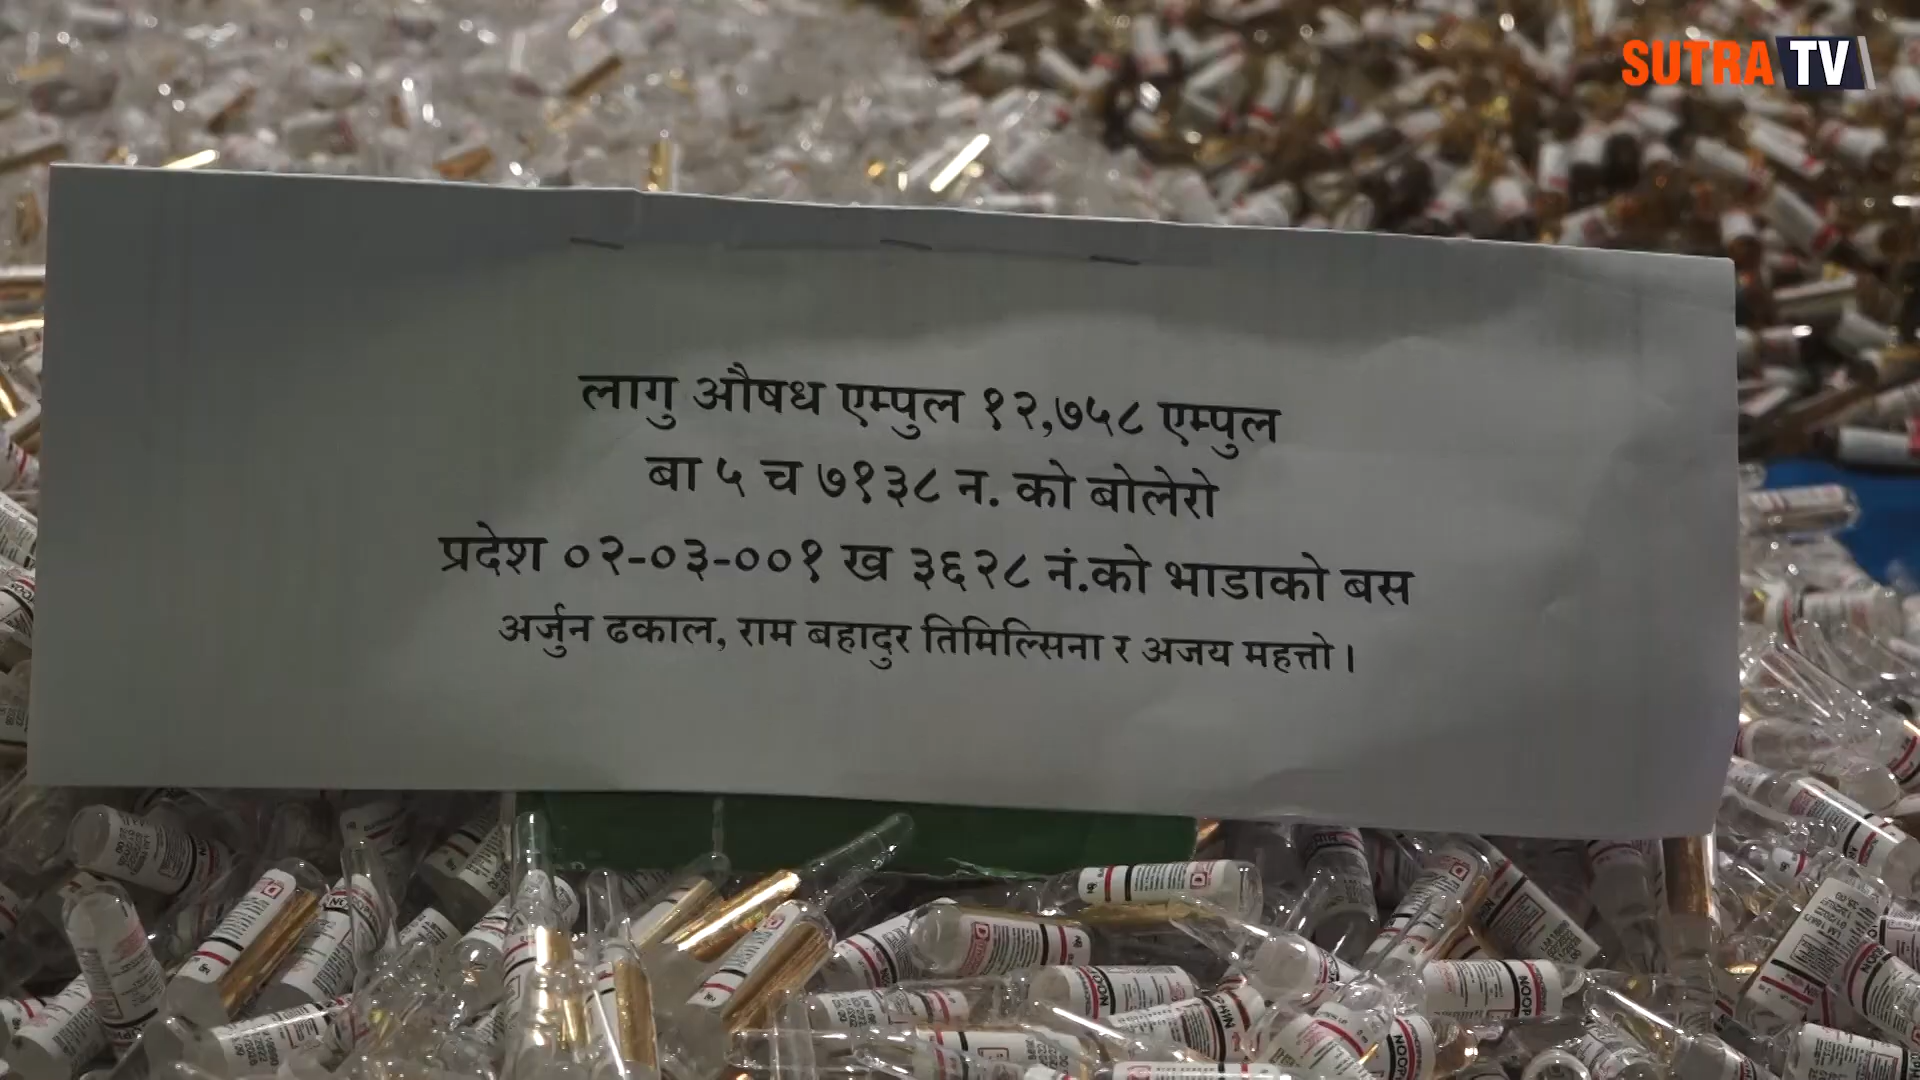 SUTRA TV
लागु औषध एम्पुल १२,७५८ एम्पुल
बा ५ च ७१३८ न. को बोलेरो
प्रदेश ०२-०३-००१ ख ३६२८ नं.को भाडाको बस
अर्जुन ढकाल, राम बहादुर तिमिल्सिना र अजय महत्तो।